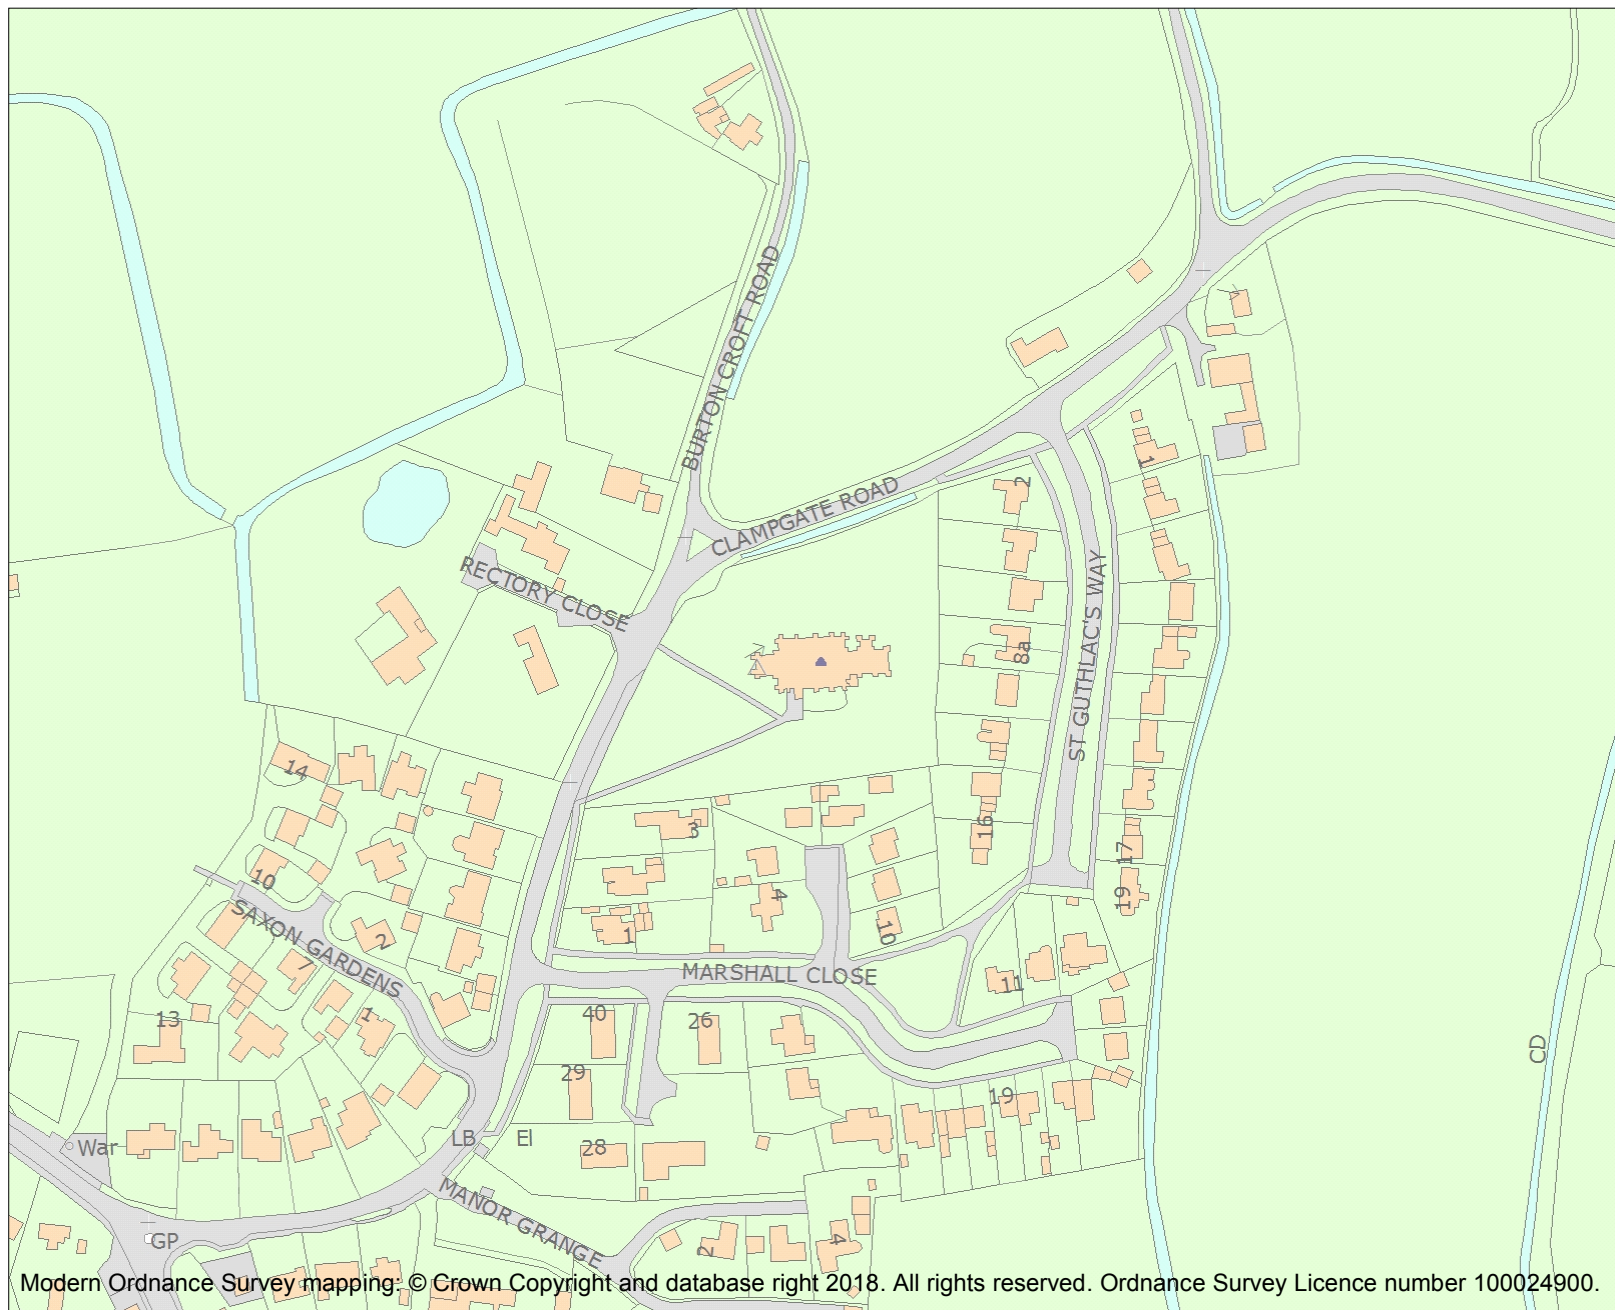 BURTON CROFT ROAD
1
2
CLAMPGATE ROAD
RECTORY CLOSE
ST GUTHLAC'S WAY
8a
14
3
16
17
10
4
19
SAXON GARDENS
2
10
1
7
MARSHALL CLOSE
11
13
1
40
26
CD
29
19
War
LB
El
28
MANOR GRANGE
GP
2
4
Modern Ordnance Survey mapping: © Crown Copyright and database right 2018. All rights reserved. Ordnance Survey Licence number 100024900.